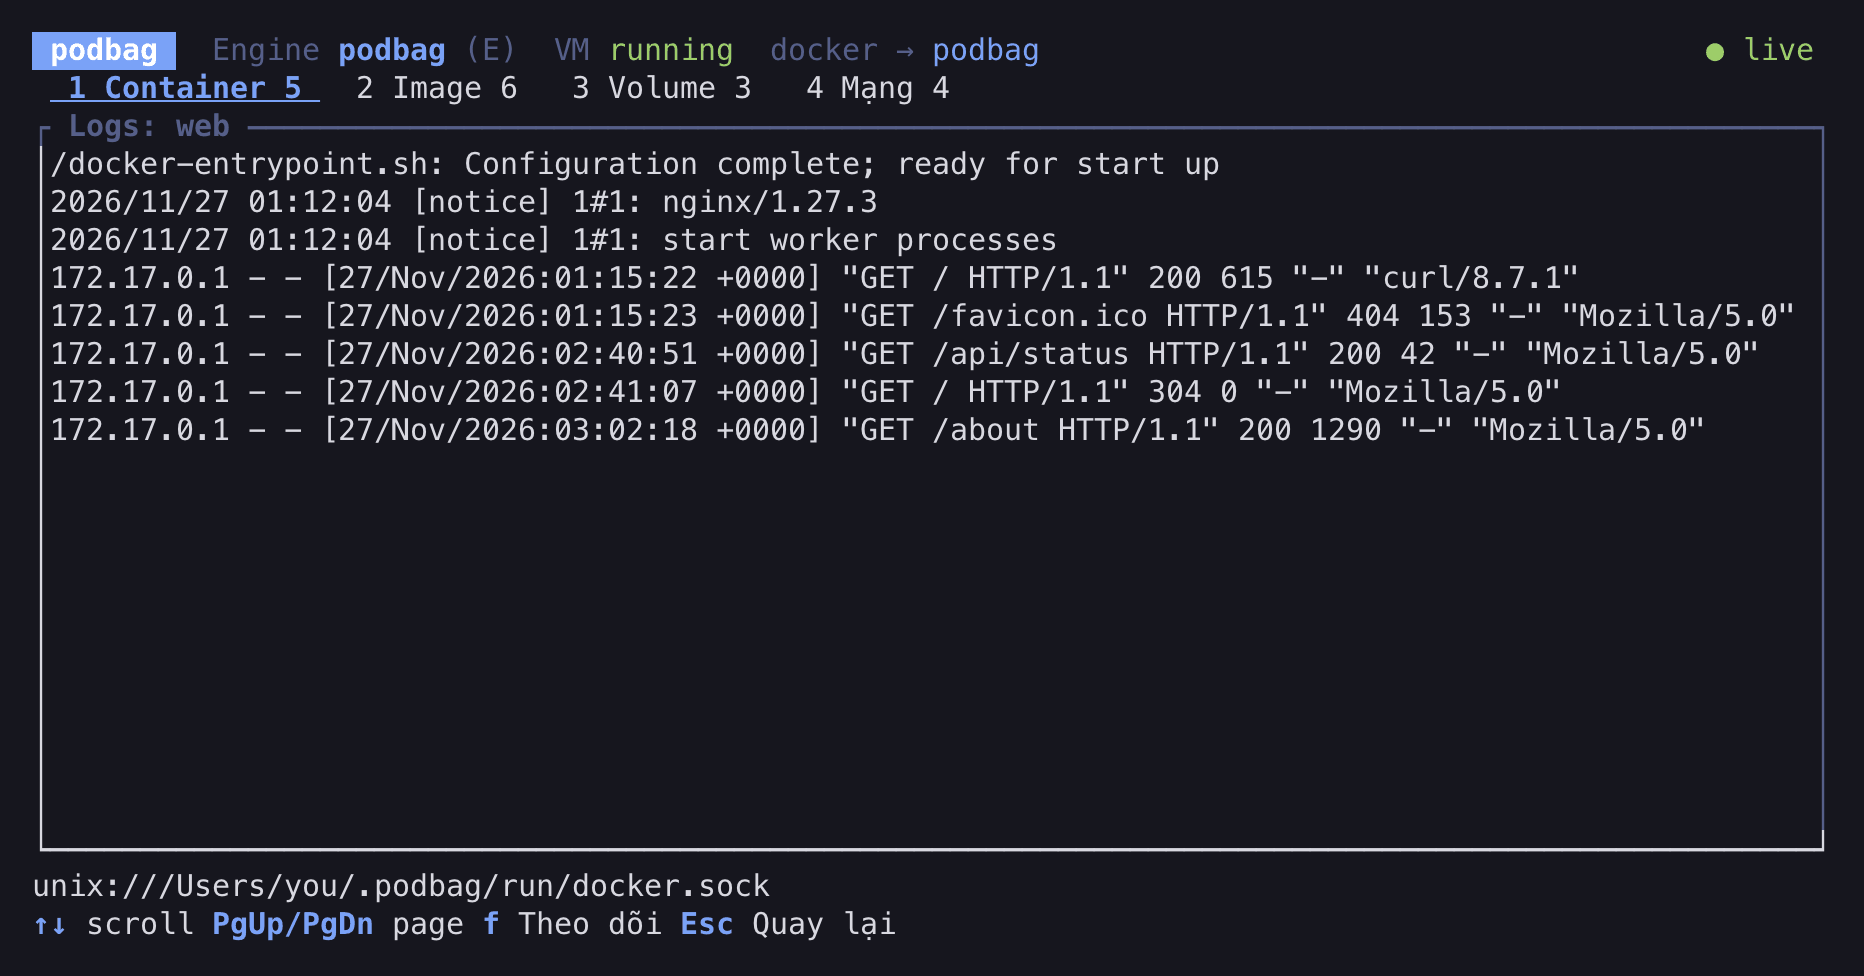 podbag Engine podbag (E) VM running docker → podbag ● live
1 Container 5 2 Image 6 3 Volume 3 4 Mạng 4
Logs: web
/docker-entrypoint.sh: Configuration complete; ready for start up
2026/11/27 01:12:04 [notice] 1#1: nginx/1.27.3
2026/11/27 01:12:04 [notice] 1#1: start worker processes
172.17.0.1 - - [27/Nov/2026:01:15:22 +0000] "GET / HTTP/1.1" 200 615 "-" "curl/8.7.1"
172.17.0.1 - - [27/Nov/2026:01:15:23 +0000] "GET /favicon.ico HTTP/1.1" 404 153 "-" "Mozilla/5.0"
172.17.0.1 - - [27/Nov/2026:02:40:51 +0000] "GET /api/status HTTP/1.1" 200 42 "-" "Mozilla/5.0"
172.17.0.1 - - [27/Nov/2026:02:41:07 +0000] "GET / HTTP/1.1" 304 0 "-" "Mozilla/5.0"
172.17.0.1 - - [27/Nov/2026:03:02:18 +0000] "GET /about HTTP/1.1" 200 1290 "-" "Mozilla/5.0"
unix:///Users/you/.podbag/run/docker.sock
↑↓ scroll PgUp/PgDn page f Theo dõi Esc Quay lại